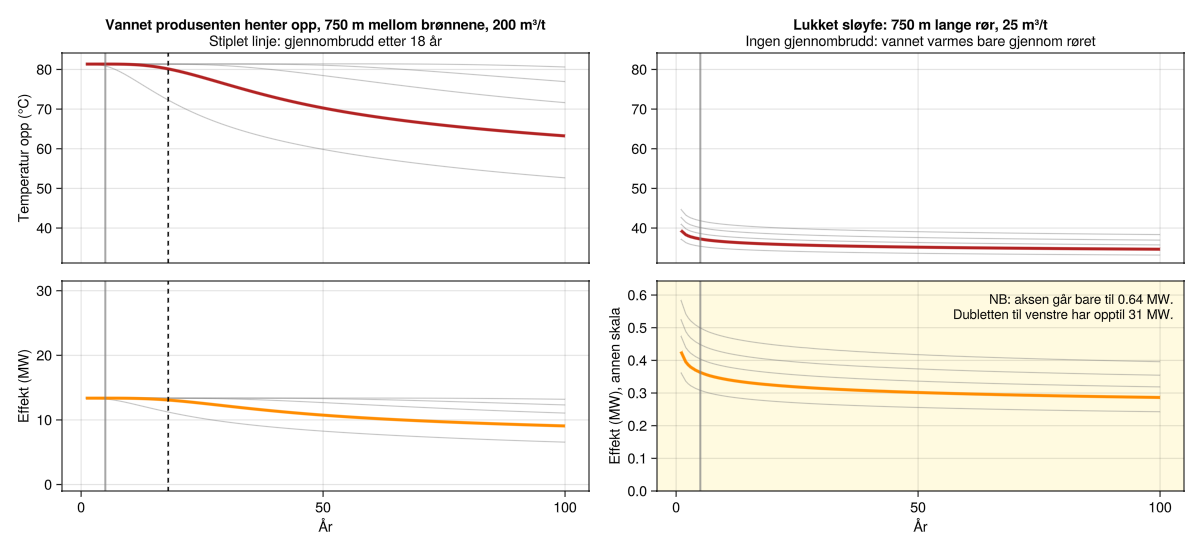 Vannet produsenten henter opp, 750 m mellom brønnene, 200 m³/t
Stiplet linje: gjennombrudd etter 18 år
Temperatur opp (°C)
80
70
60
50
40
Effekt (MW)
30
20
10
0
0
50
100
År
Lukket sløyfe: 750 m lange rør, 25 m³/t
Ingen gjennombrudd: vannet varmes bare gjennom røret
80
70
60
50
40
Effekt (MW), annen skala
NB: aksen går bare til 0.64 MW.
Dubletten til venstre har opptil 31 MW.
0.6
0.5
0.4
0.3
0.2
0.1
0.0
0
50
100
År